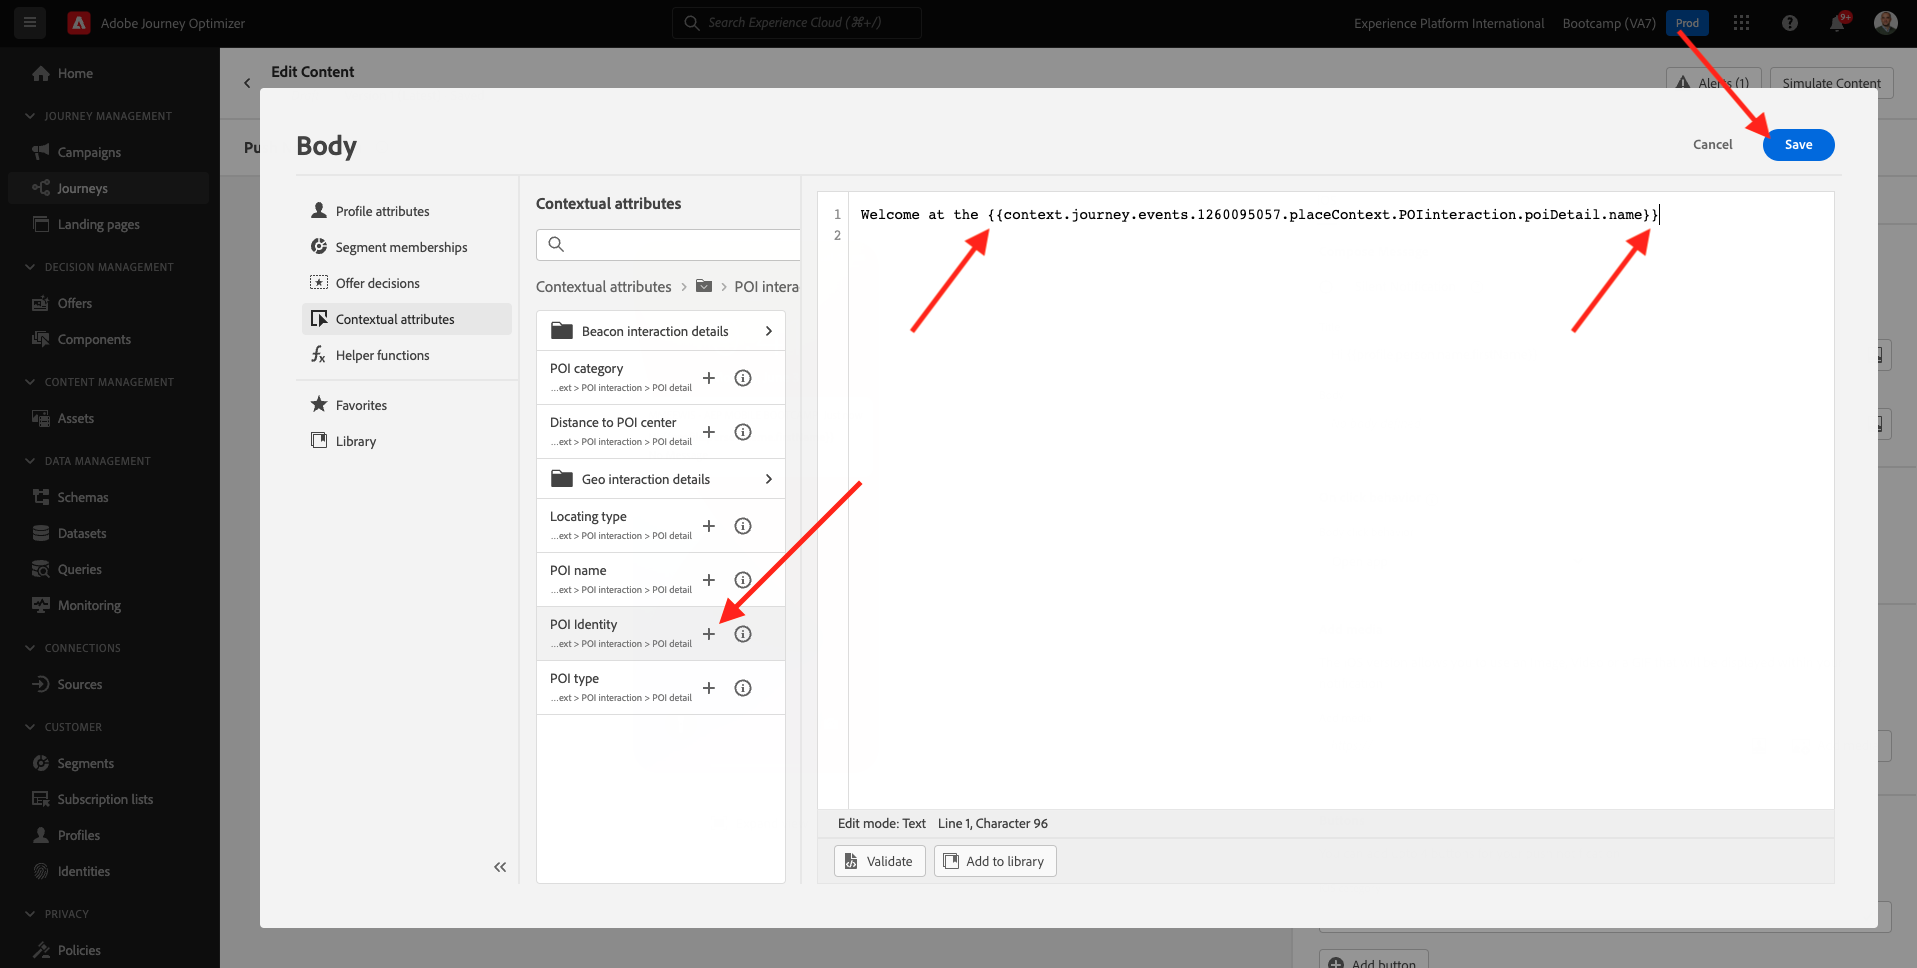 Adobe Journey Optimizer
Search Experience Cloud (⌘+/)
Experience Platform International
Bootcamp (VA7)
Prod
9+
Home
JOURNEY MANAGEMENT
Campaigns
Journeys
Landing pages
DECISION MANAGEMENT
Offers
Components
CONTENT MANAGEMENT
Assets
DATA MANAGEMENT
Schemas
Datasets
Queries
Monitoring
CONNECTIONS
Sources
CUSTOMER
Segments
Subscription lists
Profiles
Identities
PRIVACY
Policies
Edit Content
Alerts (1)
Simulate Content
Pu
Body
Cancel
Save
Profile attributes
Segment memberships
Offer decisions
Contextual attributes
Helper functions
Favorites
Library
Contextual attributes
Contextual attributes > > POI intera
Beacon interaction details
POI category
...ext > POI interaction > POI detail
Distance to POI center
...ext > POI interaction > POI detail
Geo interaction details
Locating type
...ext > POI interaction > POI detail
POI name
...ext > POI interaction > POI detail
POI Identity
...ext > POI interaction > POI detail
POI type
...ext > POI interaction > POI detail
1 Welcome at the {{context.journey.events.1260095057.placeContext.POIinteraction.poiDetail.name}}
2
Edit mode: Text Line 1, Character 96
Validate
Add to library
Add button